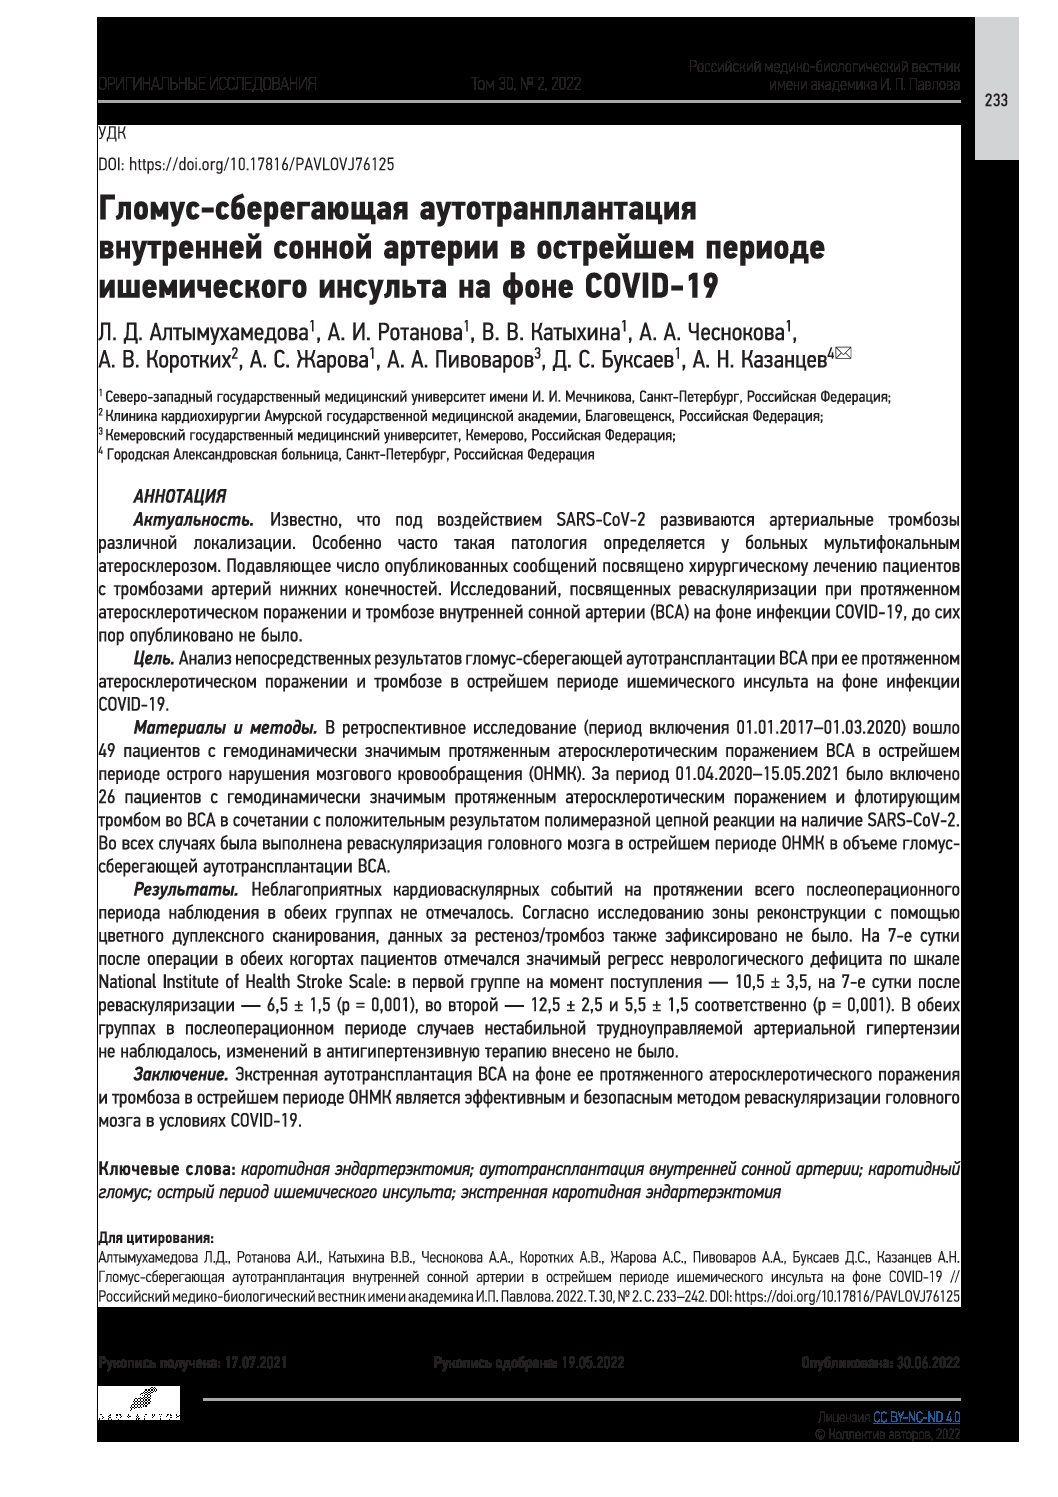 ОРИГИНАЛЬНЫЕ ИССЛЕДОВАНИЯ
Том 30, № 2, 2022
Российский медико-биологический вестник
имени академика И. П. Павлова
233
УДК
DOI: https://doi.org/10.17816/PAVLOVJ76125
Гломус-сберегающая аутотранплантация
внутренней сонной артерии в острейшем периоде
ишемического инсульта на фоне COVID-19
Л. Д. Алтымухамедова¹, А. И. Ротанова¹, В. В. Катыхина¹, А. А. Чеснокова¹,
А. В. Коротких², А. С. Жарова¹, А. А. Пивоваров³, Д. С. Буксаев¹, А. Н. Казанцев⁴✉
¹ Северо-западный государственный медицинский университет имени И. И. Мечникова, Санкт-Петербург, Российская Федерация;
² Клиника кардиохирургии Амурской государственной медицинской академии, Благовещенск, Российская Федерация;
³ Кемеровский государственный медицинский университет, Кемерово, Российская Федерация;
⁴ Городская Александровская больница, Санкт-Петербург, Российская Федерация
АННОТАЦИЯ
Актуальность. Известно, что под воздействием SARS-CoV-2 развиваются артериальные тромбозы
различной локализации. Особенно часто такая патология определяется у больных мультифокальным
атеросклерозом. Подавляющее число опубликованных сообщений посвящено хирургическому лечению пациентов
с тромбозами артерий нижних конечностей. Исследований, посвященных реваскуляризации при протяженном
атеросклеротическом поражении и тромбозе внутренней сонной артерии (ВСА) на фоне инфекции COVID-19, до сих
пор опубликовано не было.
Цель. Анализ непосредственных результатов гломус-сберегающей аутотрансплантации ВСА при ее протяженном
атеросклеротическом поражении и тромбозе в острейшем периоде ишемического инсульта на фоне инфекции
COVID-19.
Материалы и методы. В ретроспективное исследование (период включения 01.01.2017–01.03.2020) вошло
49 пациентов с гемодинамически значимым протяженным атеросклеротическим поражением ВСА в острейшем
периоде острого нарушения мозгового кровообращения (ОНМК). За период 01.04.2020–15.05.2021 было включено
26 пациентов с гемодинамически значимым протяженным атеросклеротическим поражением и флотирующим
тромбом во ВСА в сочетании с положительным результатом полимеразной цепной реакции на наличие SARS-CoV-2.
Во всех случаях была выполнена реваскуляризация головного мозга в острейшем периоде ОНМК в объеме гломус-
сберегающей аутотрансплантации ВСА.
Результаты. Неблагоприятных кардиоваскулярных событий на протяжении всего послеоперационного
периода наблюдения в обеих группах не отмечалось. Согласно исследованию зоны реконструкции с помощью
цветного дуплексного сканирования, данных за рестеноз/тромбоз также зафиксировано не было. На 7-е сутки
после операции в обеих когортах пациентов отмечался значимый регресс неврологического дефицита по шкале
National Institute of Health Stroke Scale: в первой группе на момент поступления — 10,5 ± 3,5, на 7-е сутки после
реваскуляризации — 6,5 ± 1,5 (p = 0,001), во второй — 12,5 ± 2,5 и 5,5 ± 1,5 соответственно (p = 0,001). В обеих
группах в послеоперационном периоде случаев нестабильной трудноуправляемой артериальной гипертензии
не наблюдалось, изменений в антигипертензивную терапию внесено не было.
Заключение. Экстренная аутотрансплантация ВСА на фоне ее протяженного атеросклеротического поражения
и тромбоза в острейшем периоде ОНМК является эффективным и безопасным методом реваскуляризации головного
мозга в условиях COVID-19.
Ключевые слова: каротидная эндартерэктомия; аутотрансплантация внутренней сонной артерии; каротидный
гломус; острый период ишемического инсульта; экстренная каротидная эндартерэктомия
Для цитирования:
Алтымухамедова Л.Д., Ротанова А.И., Катыхина В.В., Чеснокова А.А., Коротких А.В., Жарова А.С., Пивоваров А.А., Буксаев Д.С., Казанцев А.Н.
Гломус-сберегающая аутотранплантация внутренней сонной артерии в острейшем периоде ишемического инсульта на фоне COVID-19 //
Российский медико-биологический вестник имени академика И.П. Павлова. 2022. Т. 30, № 2. С. 233–242. DOI: https://doi.org/10.17816/PAVLOVJ76125
Рукопись получена: 17.07.2021
Рукопись одобрена: 19.05.2022
Опубликована: 30.06.2022
Лицензия CC BY-NC-ND 4.0
© Коллектив авторов, 2022